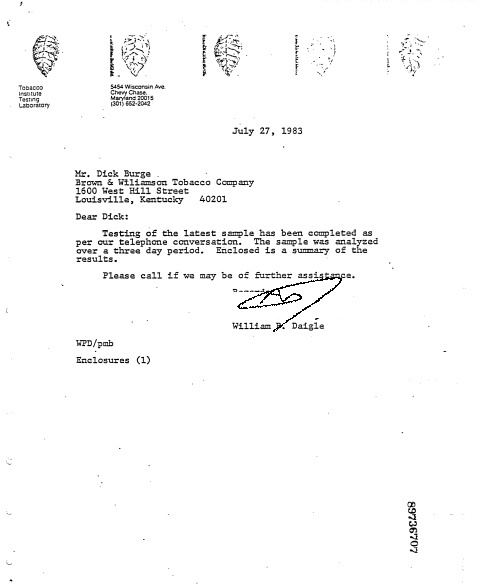 Tobacco
Institute
Testing
Laboratory
5454 Wisconsin Ave.
Chevy Chase,
Maryland 20015
(301) 652-2042
July 27, 1983
Mr. Dick Burge
Brown & Wiliamson Tobacco Company
1600 West Hill Street
Louisville, Kentucky 40201
Dear Dick:
Testing of the latest sample has been completed as
per our telephone conversation. The sample was analyzed
over a three day period. Enclosed is a summary of the
results.
Please call if we may be of further assistance.
William P. Daigle
WPD/pmb
Enclosures (1)
89736707